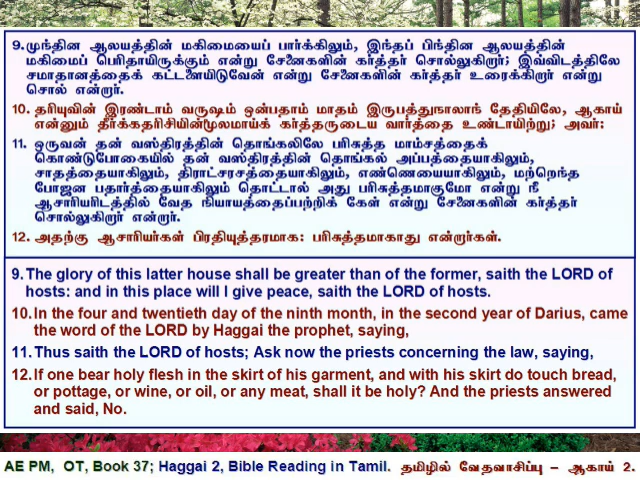 9.முந்தின ஆலயத்தின் மகிமையைப் பார்க்கிலும், இந்தப் பிந்தின ஆலயத்தின்
மகிமைப் பெரிதாயிருக்கும் என்று சேனைகளின் கர்த்தர் சொல்லுகிறார்; இவ்விடத்திலே
சமாதானத்தைக் கட்டளையிடுவேன் என்று சேனைகளின் கர்த்தர் உரைக்கிறார் என்று
சொல் என்றார்.
10. தரியுவின் இரண்டாம் வருஷம் ஒன்பதாம் மாதம் இருபத்துநாலாந் தேதியிலே, ஆகாய்
என்னும் தீர்க்கதரிசியின்மூலமாய்க் கர்த்தருடைய வார்த்தை உண்டாயிற்று; அவர்:
11. ஒருவன் தன் வஸ்திரத்தின் தொங்கலிலே பரிசுத்த மாம்சத்தைக்
கொண்டுபோகையில் தன் வஸ்திரத்தின் தொங்கல் அப்பத்தையாகிலும்,
சாதத்தையாகிலும், திராட்சரசத்தையாகிலும், எண்ணெயையாகிலும், மற்றெந்த
போஜன பதார்த்தையாகிலும் தொட்டால் அது பரிசுத்தமாகுமோ என்று நீ
ஆசாரியரிடத்தில் வேத நியாயத்தைப்பற்றிக் கேள் என்று சேனைகளின் கர்த்தர்
சொல்லுகிறார் என்றார்.
12. அதற்கு ஆசாரியர்கள் பிரதியுத்தரமாக: பரிசுத்தமாகாது என்றார்கள்.
9. The glory of this latter house shall be greater than of the former, saith the LORD of
hosts: and in this place will I give peace, saith the LORD of hosts.
10. In the four and twentieth day of the ninth month, in the second year of Darius, came
the word of the LORD by Haggai the prophet, saying,
11. Thus saith the LORD of hosts; Ask now the priests concerning the law, saying,
12. If one bear holy flesh in the skirt of his garment, and with his skirt do touch bread,
or pottage, or wine, or oil, or any meat, shall it be holy? And the priests answered
and said, No.
AE PM, OT, Book 37; Haggai 2, Bible Reading in Tamil. தமிழில் வேதவாசிப்பு – ஆகாய் 2.